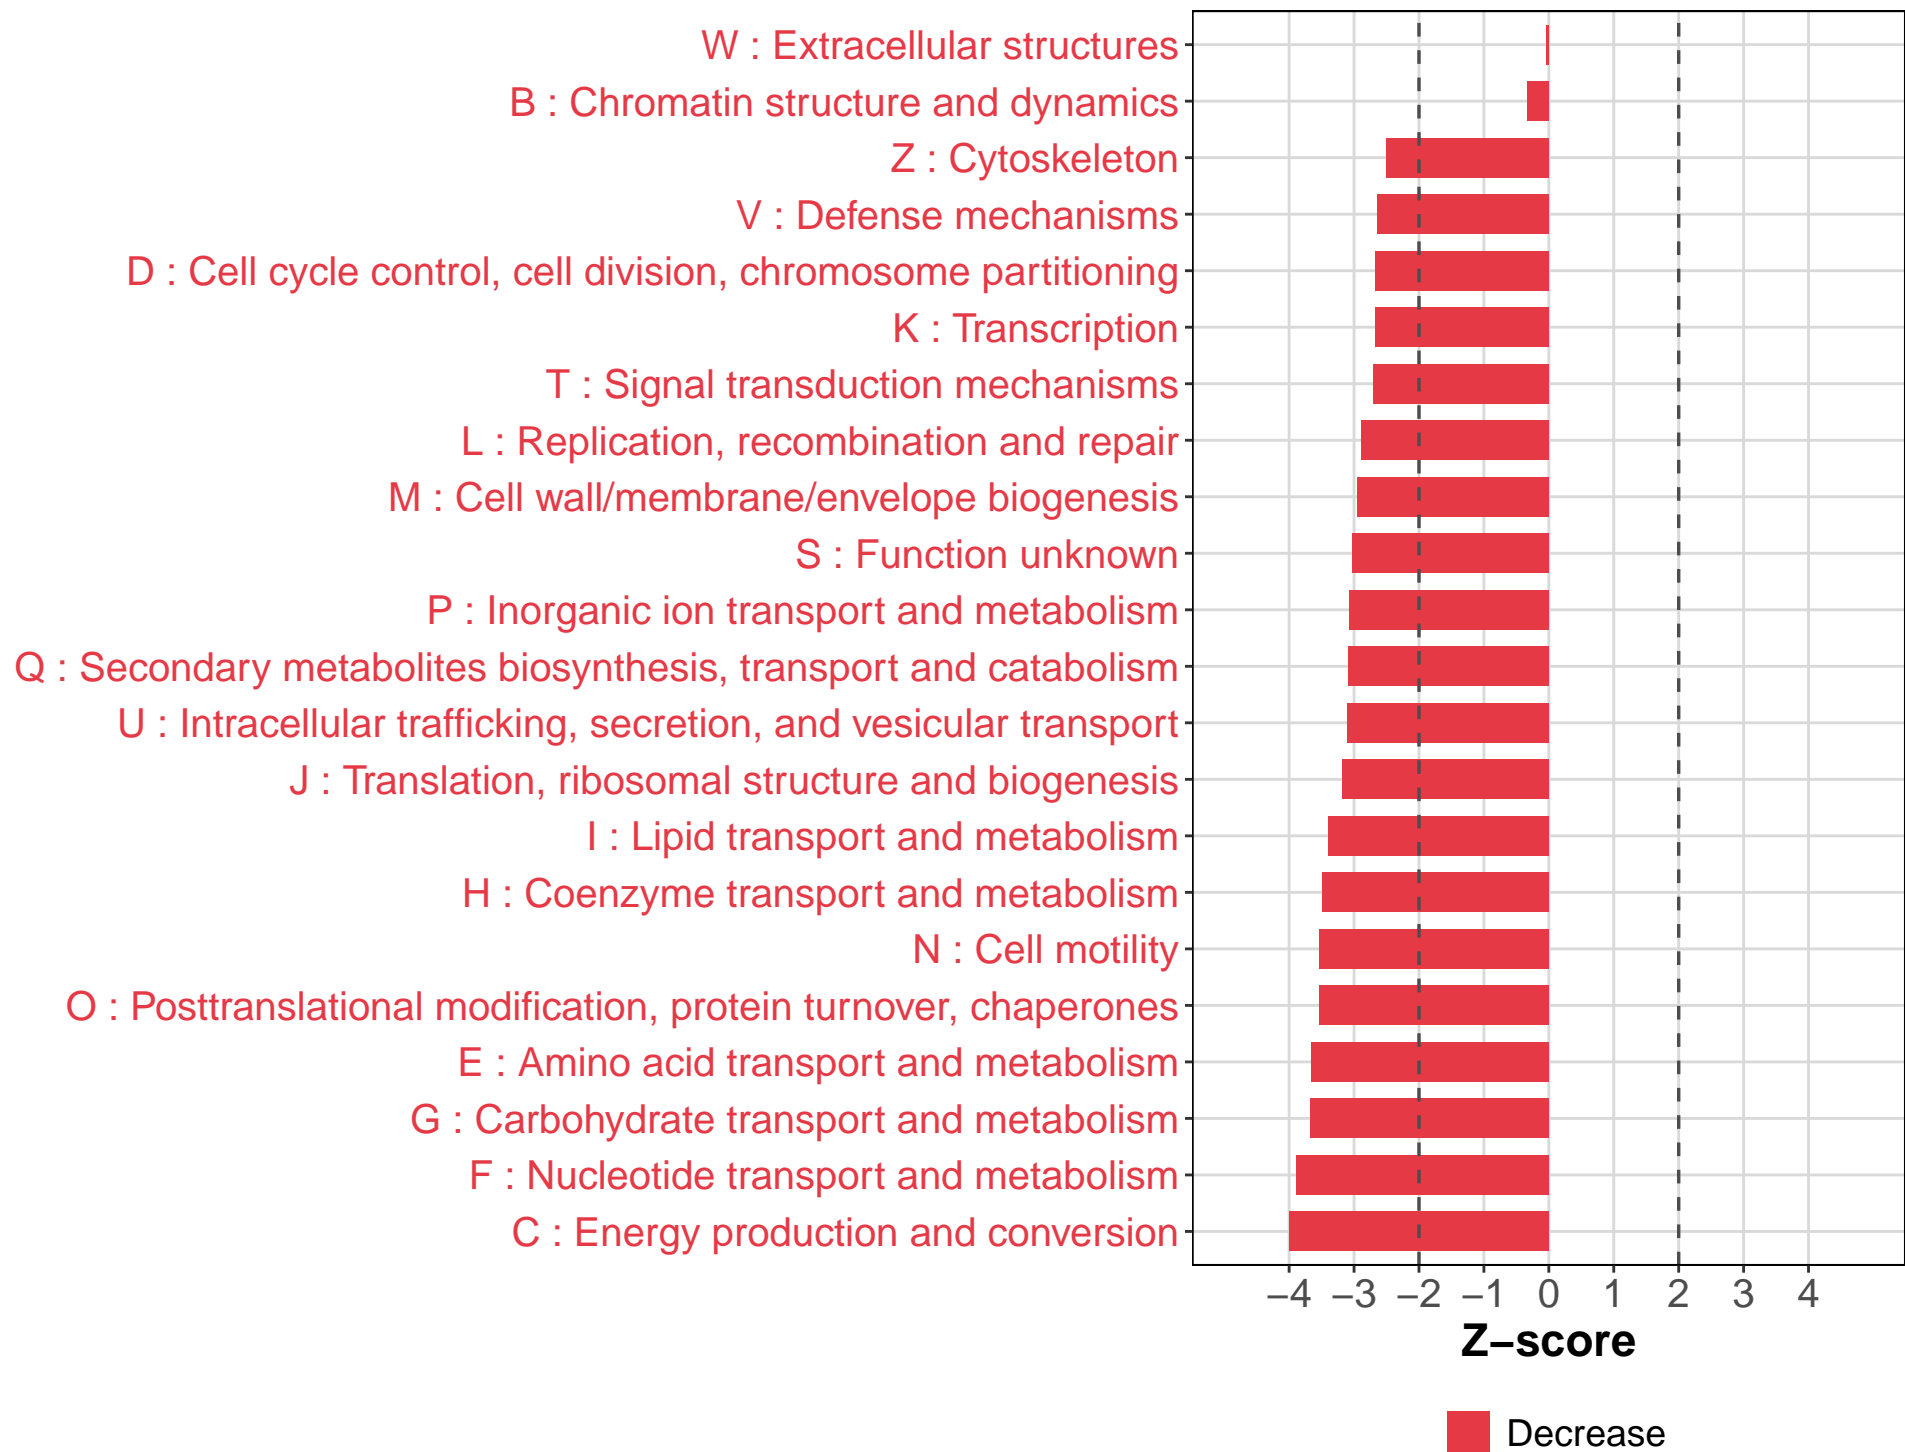 W : Extracellular structures
B : Chromatin structure and dynamics
Z : Cytoskeleton
V : Defense mechanisms
D : Cell cycle control, cell division, chromosome partitioning
K : Transcription
T : Signal transduction mechanisms
L : Replication, recombination and repair
M : Cell wall/membrane/envelope biogenesis
S : Function unknown
P : Inorganic ion transport and metabolism
Q : Secondary metabolites biosynthesis, transport and catabolism
U : Intracellular trafficking, secretion, and vesicular transport
J : Translation, ribosomal structure and biogenesis
I : Lipid transport and metabolism
H : Coenzyme transport and metabolism
N : Cell motility
O : Posttranslational modification, protein turnover, chaperones
E : Amino acid transport and metabolism
G : Carbohydrate transport and metabolism
F : Nucleotide transport and metabolism
C : Energy production and conversion
−4 −3 −2 −1 0 1 2 3 4
Z−score
Decrease